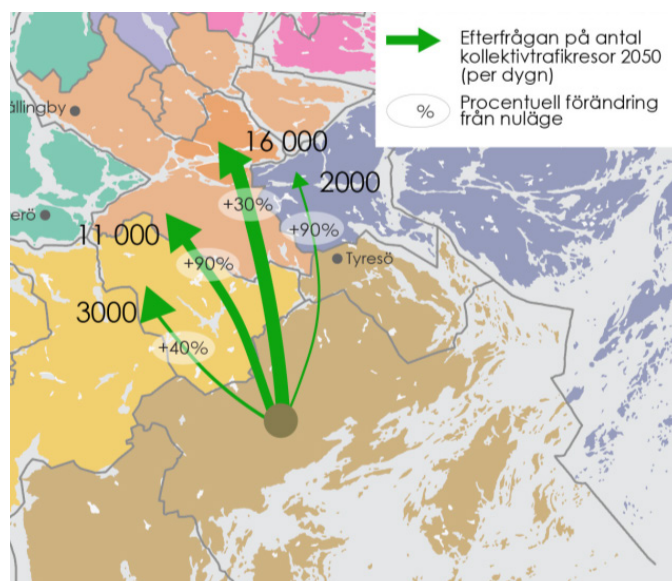 Efterfrågan på antal
kollektivtrafikresor 2050
(per dygn)
% Procentuell förändring
från nuläge
ällingby
16 000
2000
+30%
erö
11 000
+90%
Tyresö
+90%
3000
+40%